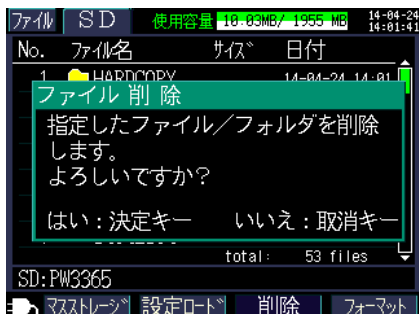 ファイル SD 使用容量 10.03MB/ 1955 MB 14-04-24
14:01:41
No. ファイル名 サイズ 日付
1 HARDCOPY 14-04-24 14:01
ファイル 削 除
指定したファイル／フォルダを削除
します。
よろしいですか?
はい：決定キー いいえ：取消キー
total: 53 files
SD:PW3365
マスストレージ 設定ロード 削除 フォーマット